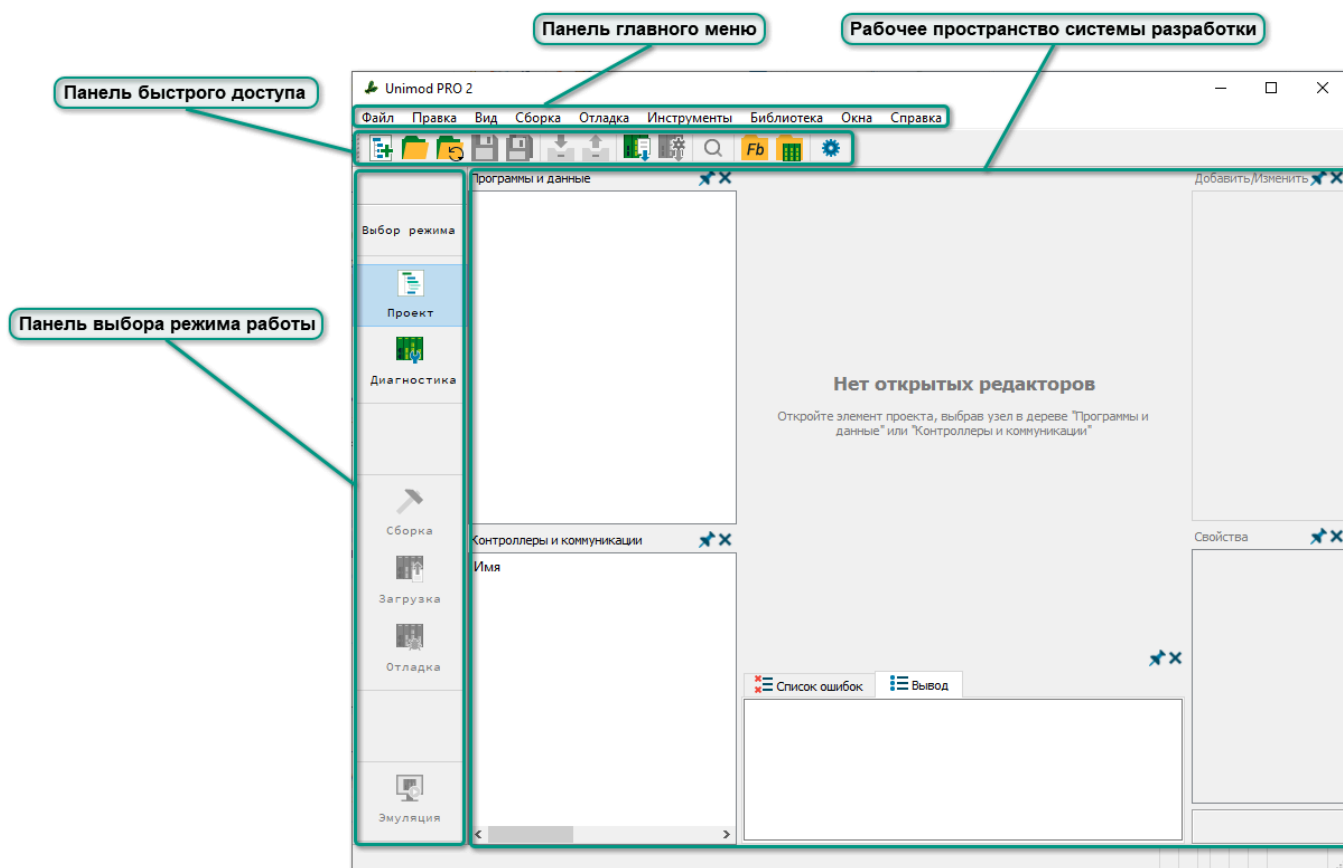 Панель главного меню
Рабочее пространство системы разработки
Панель быстрого доступа
Unimod PRO 2
Файл Правка Вид Сборка Отладка Инструменты Библиотека Окна Справка
Fb
Программы и данные
Добавить/Изменить
Выбор режима
Проект
Панель выбора режима работы
Диагностика
Нет открытых редакторов
Откройте элемент проекта, выбрав узел в дереве "Программы и
данные" или "Контроллеры и коммуникации"
Сборка
Контроллеры и коммуникации
Свойства
Имя
Загрузка
Отладка
Список ошибок
Вывод
Эмуляция